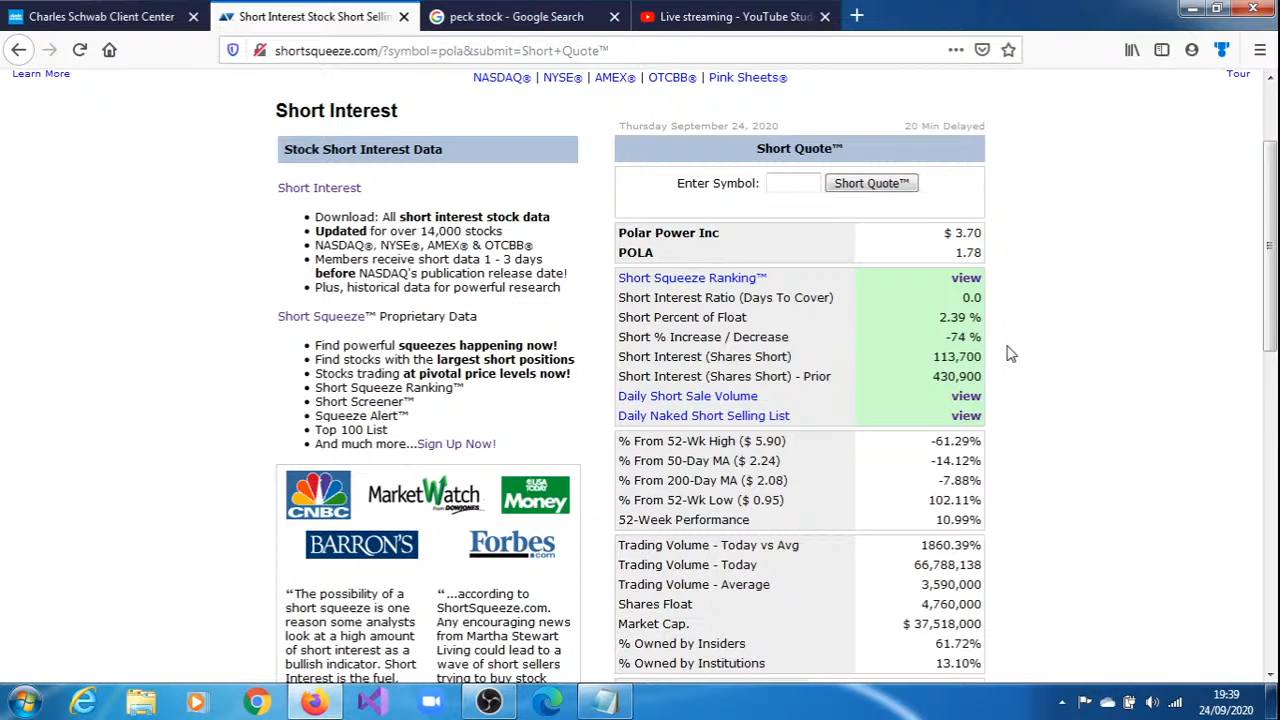 Charles Schwab Client Center
Short Interest Stock Short Sellin
peck stock - Google Search
Live streaming - YouTube Stud
shortsqueeze.com/?symbol=pola&submit=Short+Quote™
Learn More
NASDAQ® | NYSE® | AMEX® | OTCBB® | Pink Sheets®
Tour
Short Interest
Stock Short Interest Data
Short Interest
• Download: All short interest stock data
• Updated for over 14,000 stocks
• NASDAQ®, NYSE®, AMEX® & OTCBB®
• Members receive short data 1 - 3 days
before NASDAQ's publication release date!
• Plus, historical data for powerful research
Short Squeeze™ Proprietary Data
• Find powerful squeezes happening now!
• Find stocks with the largest short positions
• Stocks trading at pivotal price levels now!
• Short Squeeze Ranking™
• Short Screener™
• Squeeze Alert™
• Top 100 List
• And much more...Sign Up Now!
CNBC
MarketWatch
FROM DOWJONES
USA TODAY
Money
BARRON'S
Forbes
.com
“The possibility of a
short squeeze is one
reason some analysts
look at a high amount
of short interest as a
bullish indicator. Short
Interest is the fuel,
“...according to
ShortSqueeze.com.
Any encouraging news
from Martha Stewart
Living could lead to a
wave of short sellers
trying to buy stock
Thursday September 24, 2020
20 Min Delayed
Short Quote™
Enter Symbol:
Short Quote™
Polar Power Inc $ 3.70
POLA 1.78
Short Squeeze Ranking™ view
Short Interest Ratio (Days To Cover) 0.0
Short Percent of Float 2.39 %
Short % Increase / Decrease -74 %
Short Interest (Shares Short) 113,700
Short Interest (Shares Short) - Prior 430,900
Daily Short Sale Volume view
Daily Naked Short Selling List view
% From 52-Wk High ($ 5.90) -61.29%
% From 50-Day MA ($ 2.24) -14.12%
% From 200-Day MA ($ 2.08) -7.88%
% From 52-Wk Low ($ 0.95) 102.11%
52-Week Performance 10.99%
Trading Volume - Today vs Avg 1860.39%
Trading Volume - Today 66,788,138
Trading Volume - Average 3,590,000
Shares Float 4,760,000
Market Cap. $ 37,518,000
% Owned by Insiders 61.72%
% Owned by Institutions 13.10%
19:39
24/09/2020